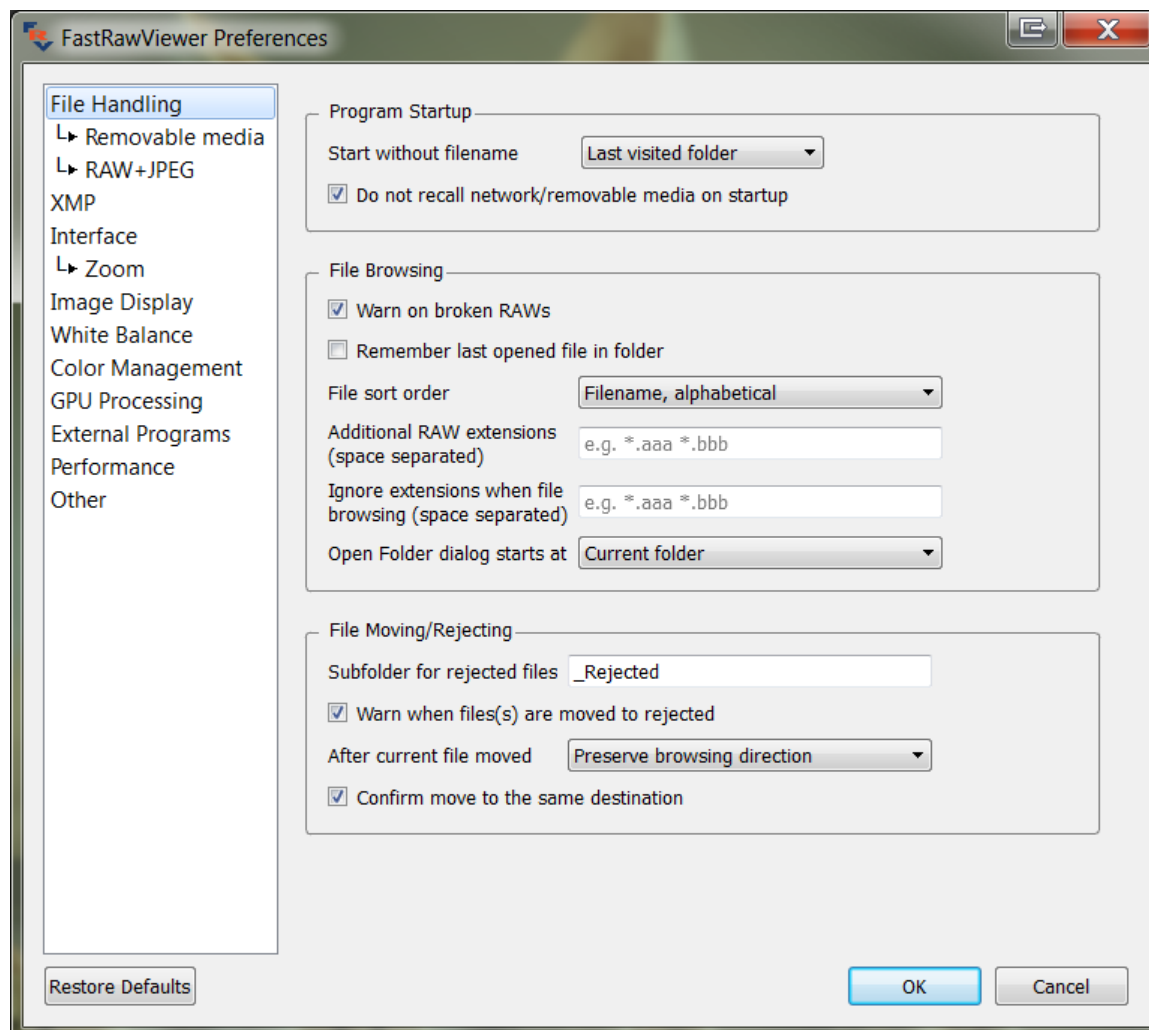 FastRawViewer Preferences
File Handling
Removable media
RAW+JPEG
XMP
Interface
Zoom
Image Display
White Balance
Color Management
GPU Processing
External Programs
Performance
Other
Program Startup
Start without filename Last visited folder
Do not recall network/removable media on startup
File Browsing
Warn on broken RAWs
Remember last opened file in folder
File sort order Filename, alphabetical
Additional RAW extensions
(space separated) e.g. *.aaa *.bbb
Ignore extensions when file
browsing (space separated) e.g. *.aaa *.bbb
Open Folder dialog starts at Current folder
File Moving/Rejecting
Subfolder for rejected files _Rejected
Warn when files(s) are moved to rejected
After current file moved Preserve browsing direction
Confirm move to the same destination
Restore Defaults OK Cancel